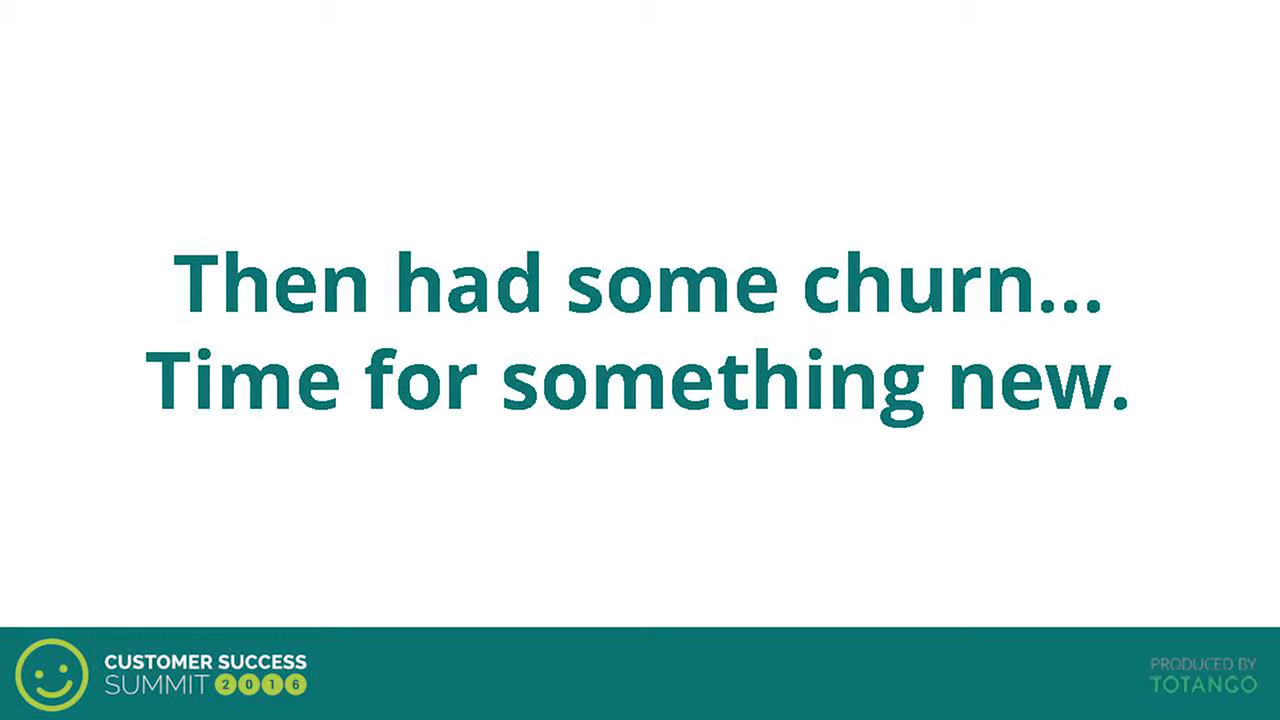 Then had some churn...
Time for something new.
CUSTOMER SUCCESS
SUMMIT 2016
PRODUCED BY
TOTANGO